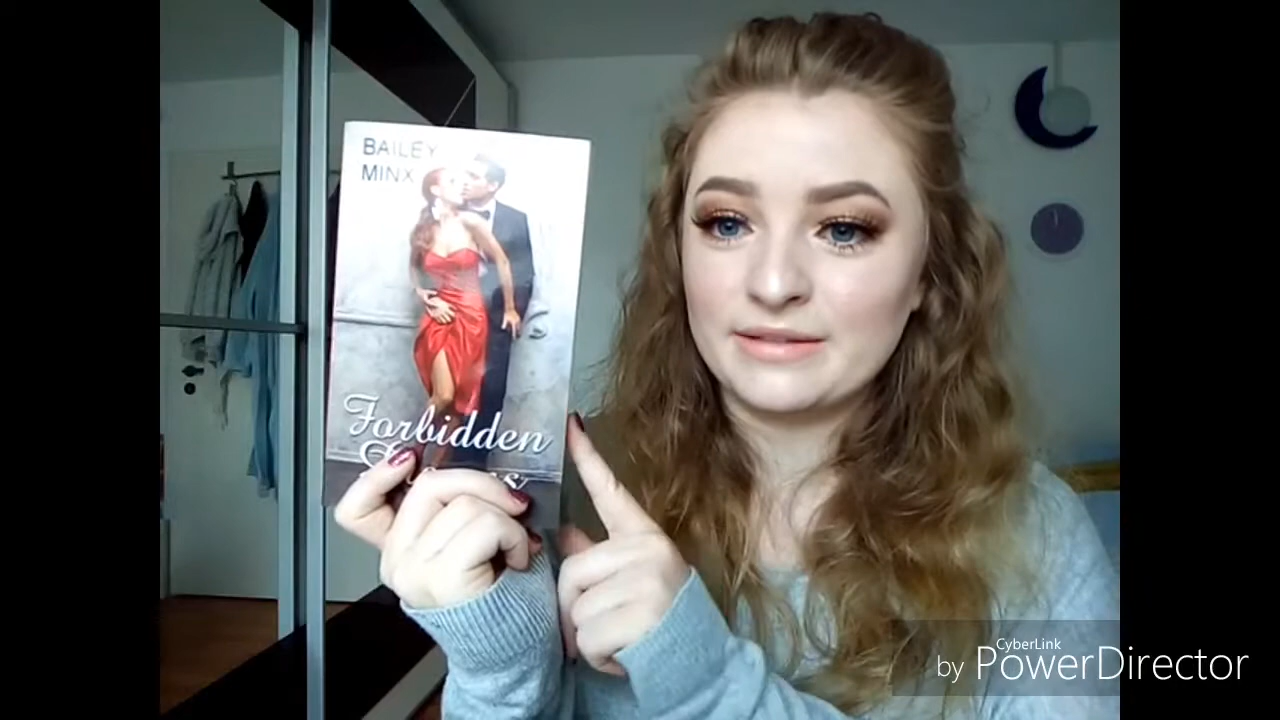 BAILEY
MINX
Forbidden
CyberLink
by PowerDirector